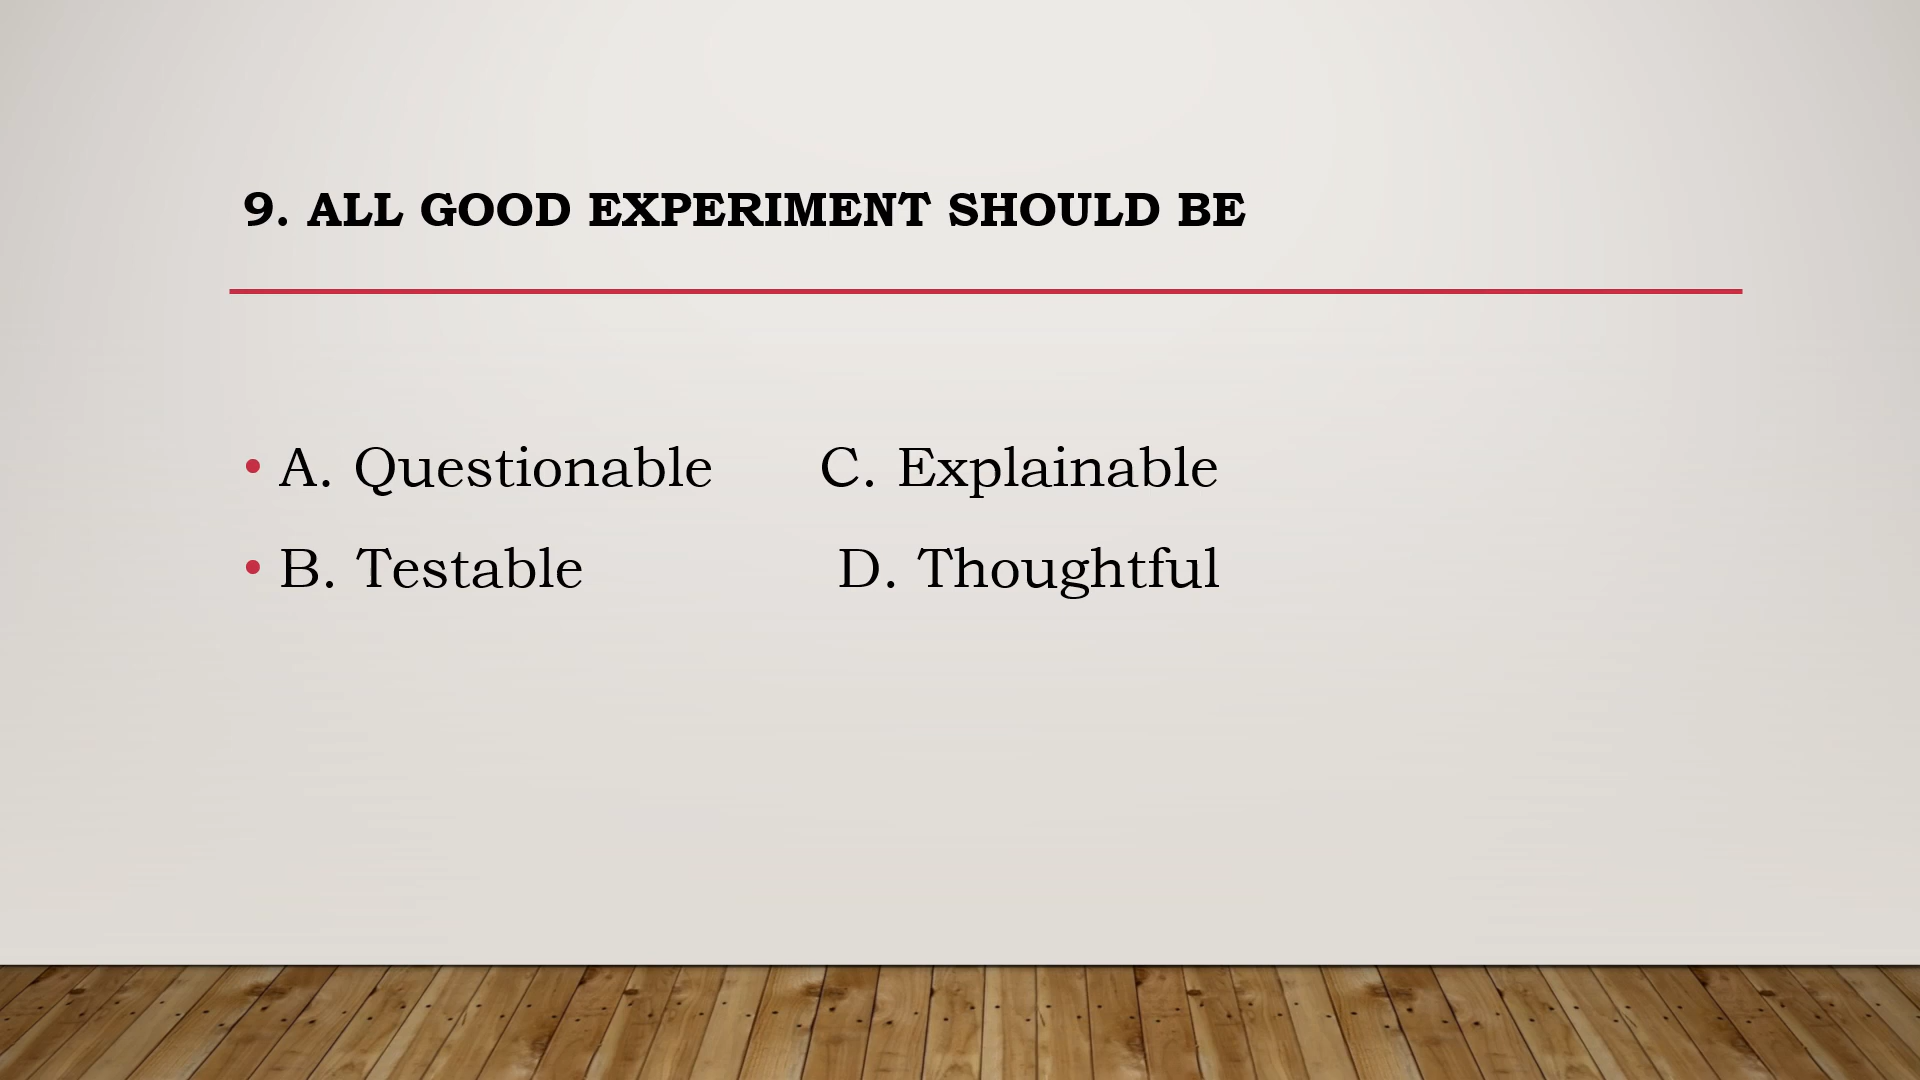 9. ALL GOOD EXPERIMENT SHOULD BE
• A. Questionable C. Explainable
• B. Testable D. Thoughtful